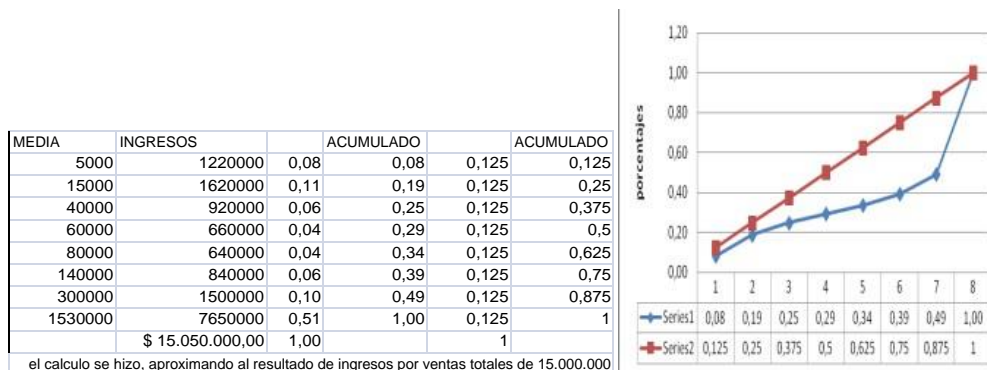 MEDIA INGRESOS ACUMULADO ACUMULADO
5000 1220000 0,08 0,08 0,125 0,125
15000 1620000 0,11 0,19 0,125 0,25
40000 920000 0,06 0,25 0,125 0,375
60000 660000 0,04 0,29 0,125 0,5
80000 640000 0,04 0,34 0,125 0,625
140000 840000 0,06 0,39 0,125 0,75
300000 1500000 0,10 0,49 0,125 0,875
1530000 7650000 0,51 1,00 0,125 1
$ 15.050.000,00 1,00 1
el calculo se hizo, aproximando al resultado de ingresos por ventas totales de 15.000.000
porcentajes
1,20
1,00
0,80
0,60
0,40
0,20
0,00
1 2 3 4 5 6 7 8
Series1 0,08 0,19 0,25 0,29 0,34 0,39 0,49 1,00
Series2 0,125 0,25 0,375 0,5 0,625 0,75 0,875 1